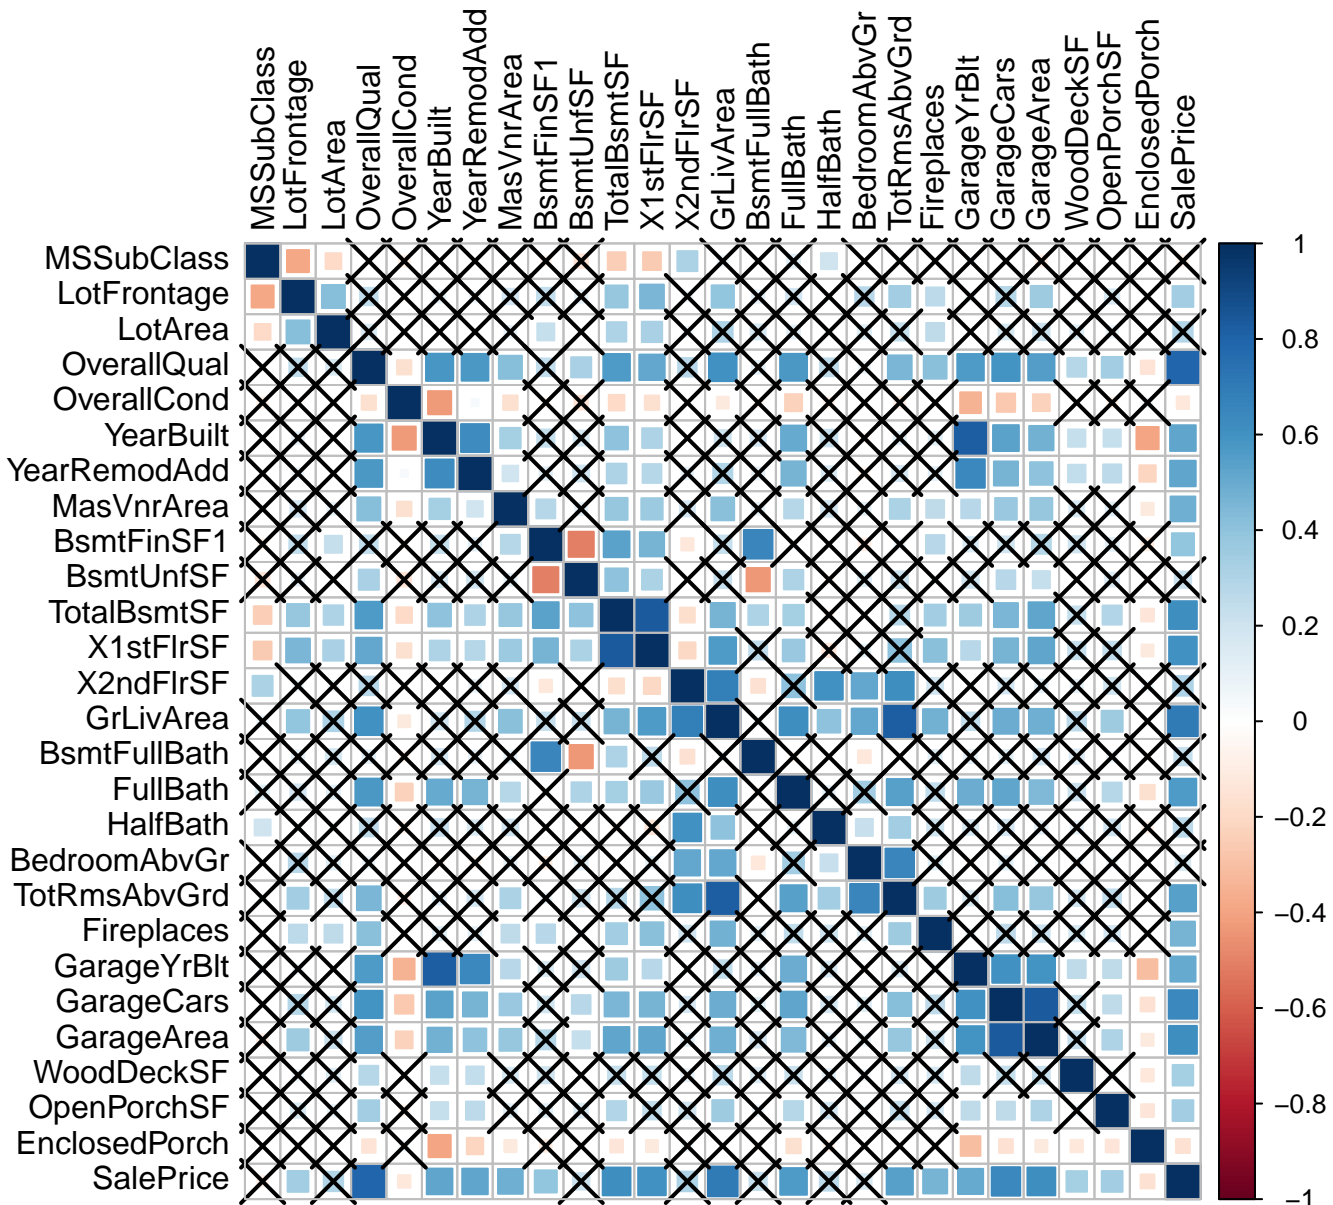 MSSubClass
LotFrontage
LotArea
OverallQual
OverallCond
YearBuilt
YearRemodAdd
MasVnrArea
BsmtFinSF1
BsmtUnfSF
TotalBsmtSF
X1stFlrSF
X2ndFlrSF
GrLivArea
BsmtFullBath
FullBath
HalfBath
BedroomAbvGr
TotRmsAbvGrd
Fireplaces
GarageYrBlt
GarageCars
GarageArea
WoodDeckSF
OpenPorchSF
EnclosedPorch
SalePrice
MSSubClass
LotFrontage
LotArea
OverallQual
OverallCond
YearBuilt
YearRemodAdd
MasVnrArea
BsmtFinSF1
BsmtUnfSF
TotalBsmtSF
X1stFlrSF
X2ndFlrSF
GrLivArea
BsmtFullBath
FullBath
HalfBath
BedroomAbvGr
TotRmsAbvGrd
Fireplaces
GarageYrBlt
GarageCars
GarageArea
WoodDeckSF
OpenPorchSF
EnclosedPorch
SalePrice
1
0.8
0.6
0.4
0.2
0
−0.2
−0.4
−0.6
−0.8
−1